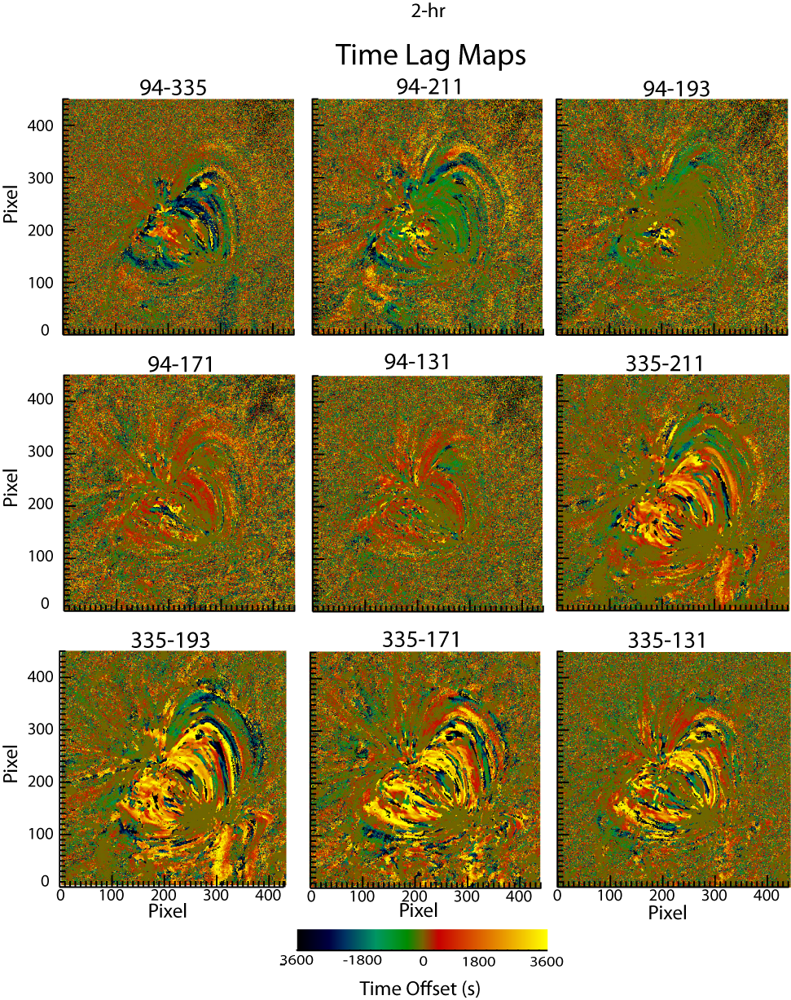 2-hr
Time Lag Maps
94-335 94-211 94-193
400
300
200
100
0
Pixel
94-171 94-131 335-211
400
300
200
100
0
Pixel
335-193 335-171 335-131
400
300
200
100
0
Pixel
0 100 200 300 400 0 100 200 300 400 0 100 200 300 400
Pixel Pixel Pixel
3600 -1800 0 1800 3600
Time Offset (s)